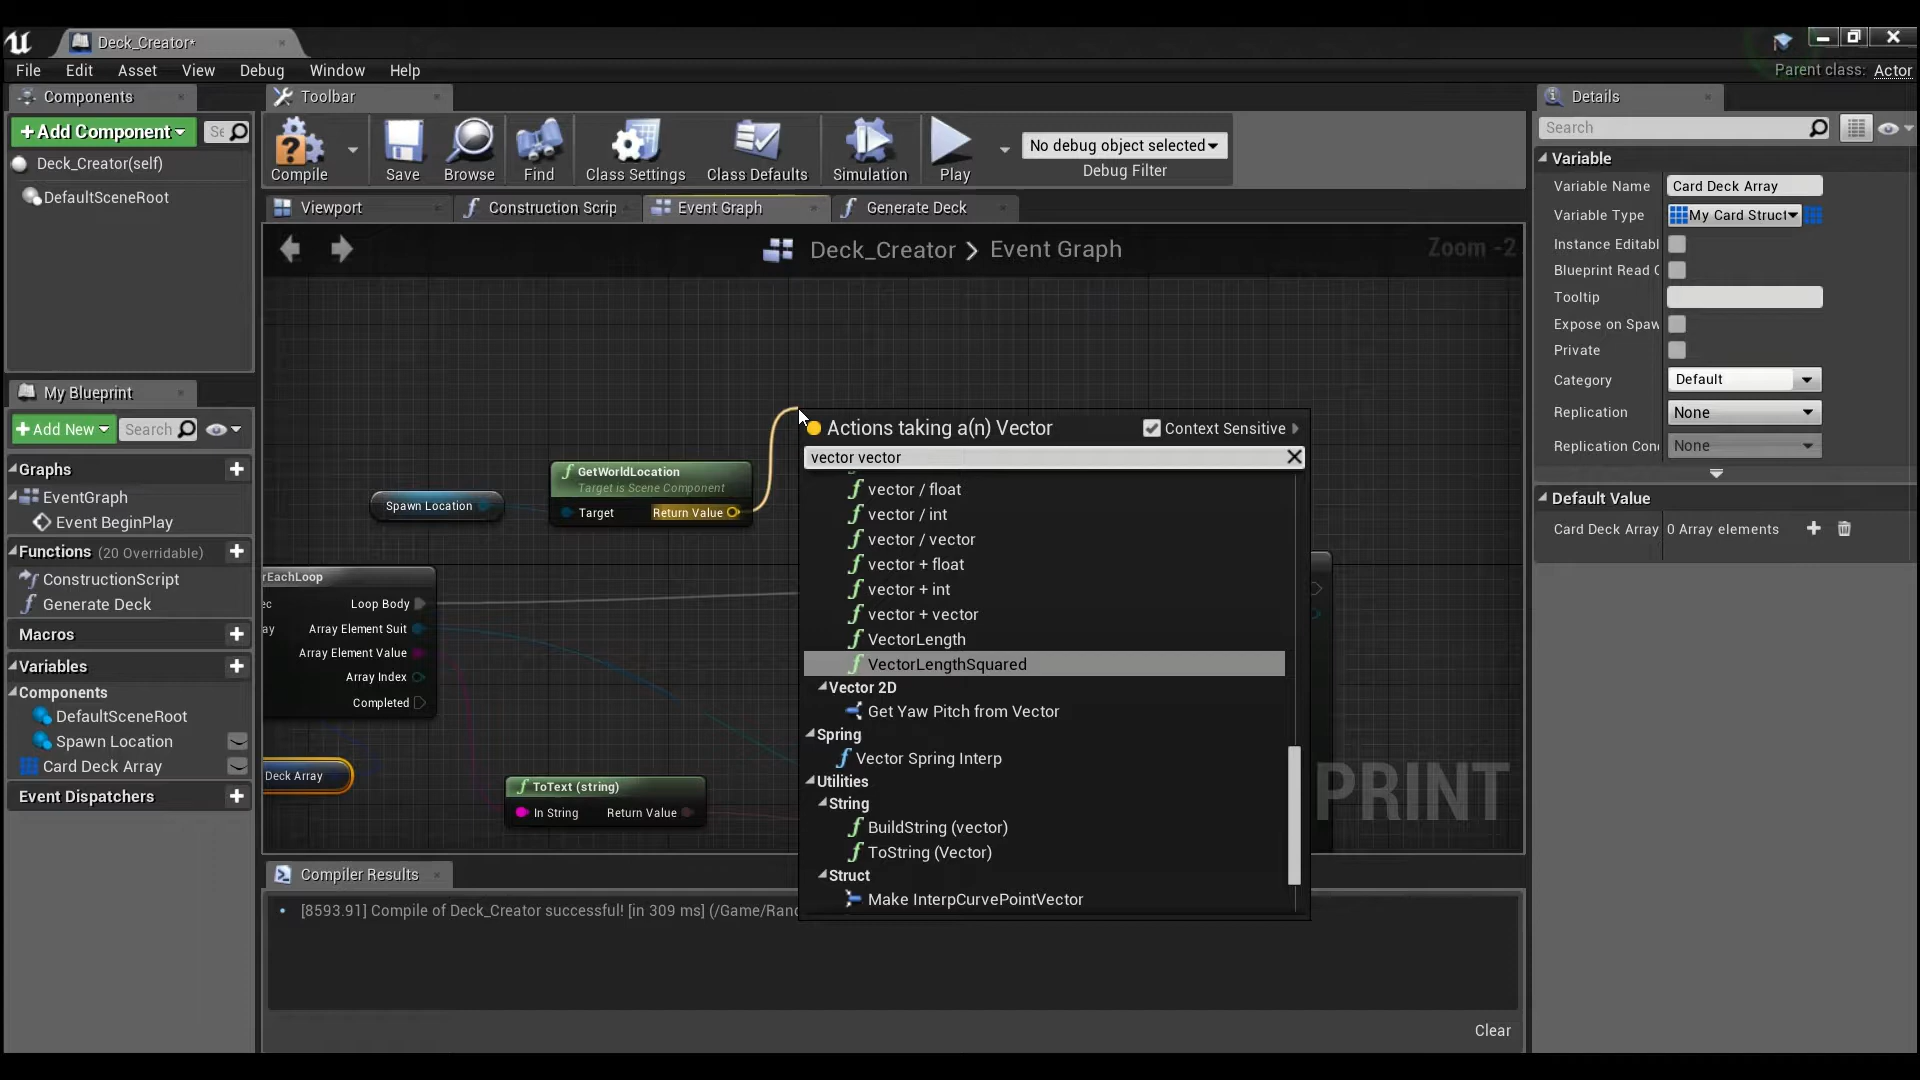 Deck_Creator*
File Edit Asset View Debug Window Help
Parent class: Actor
Components
+Add Component
Se
Deck_Creator(self)
DefaultSceneRoot
My Blueprint
+Add New
Search
Graphs
EventGraph
Event BeginPlay
Functions (20 Overridable)
ConstructionScript
Generate Deck
Macros
Variables
Components
DefaultSceneRoot
Spawn Location
Card Deck Array
Event Dispatchers
Toolbar
Compile
Save
Browse
Find
Class Settings
Class Defaults
Simulation
Play
No debug object selected
Debug Filter
Viewport
Construction Scrip
Event Graph
Generate Deck
Deck_Creator > Event Graph
Zoom -2
Spawn Location
GetWorldLocation
Target is Scene Component
Target
Return Value
rEachLoop
ec
Loop Body
ay
Array Element Suit
Array Element Value
Array Index
Completed
Deck Array
ToText (string)
In String
Return Value
PRINT
Actions taking a(n) Vector
Context Sensitive
vector vector
vector / float
vector / int
vector / vector
vector + float
vector + int
vector + vector
VectorLength
VectorLengthSquared
Vector 2D
Get Yaw Pitch from Vector
Spring
Vector Spring Interp
Utilities
String
BuildString (vector)
ToString (Vector)
Struct
Make InterpCurvePointVector
Compiler Results
[8593.91] Compile of Deck_Creator successful! [in 309 ms] (/Game/Ran
Clear
Details
Search
Variable
Variable Name Card Deck Array
Variable Type My Card Struct
Instance Editabl
Blueprint Read
Tooltip
Expose on Spaw
Private
Category Default
Replication None
Replication Con None
Default Value
Card Deck Array 0 Array elements